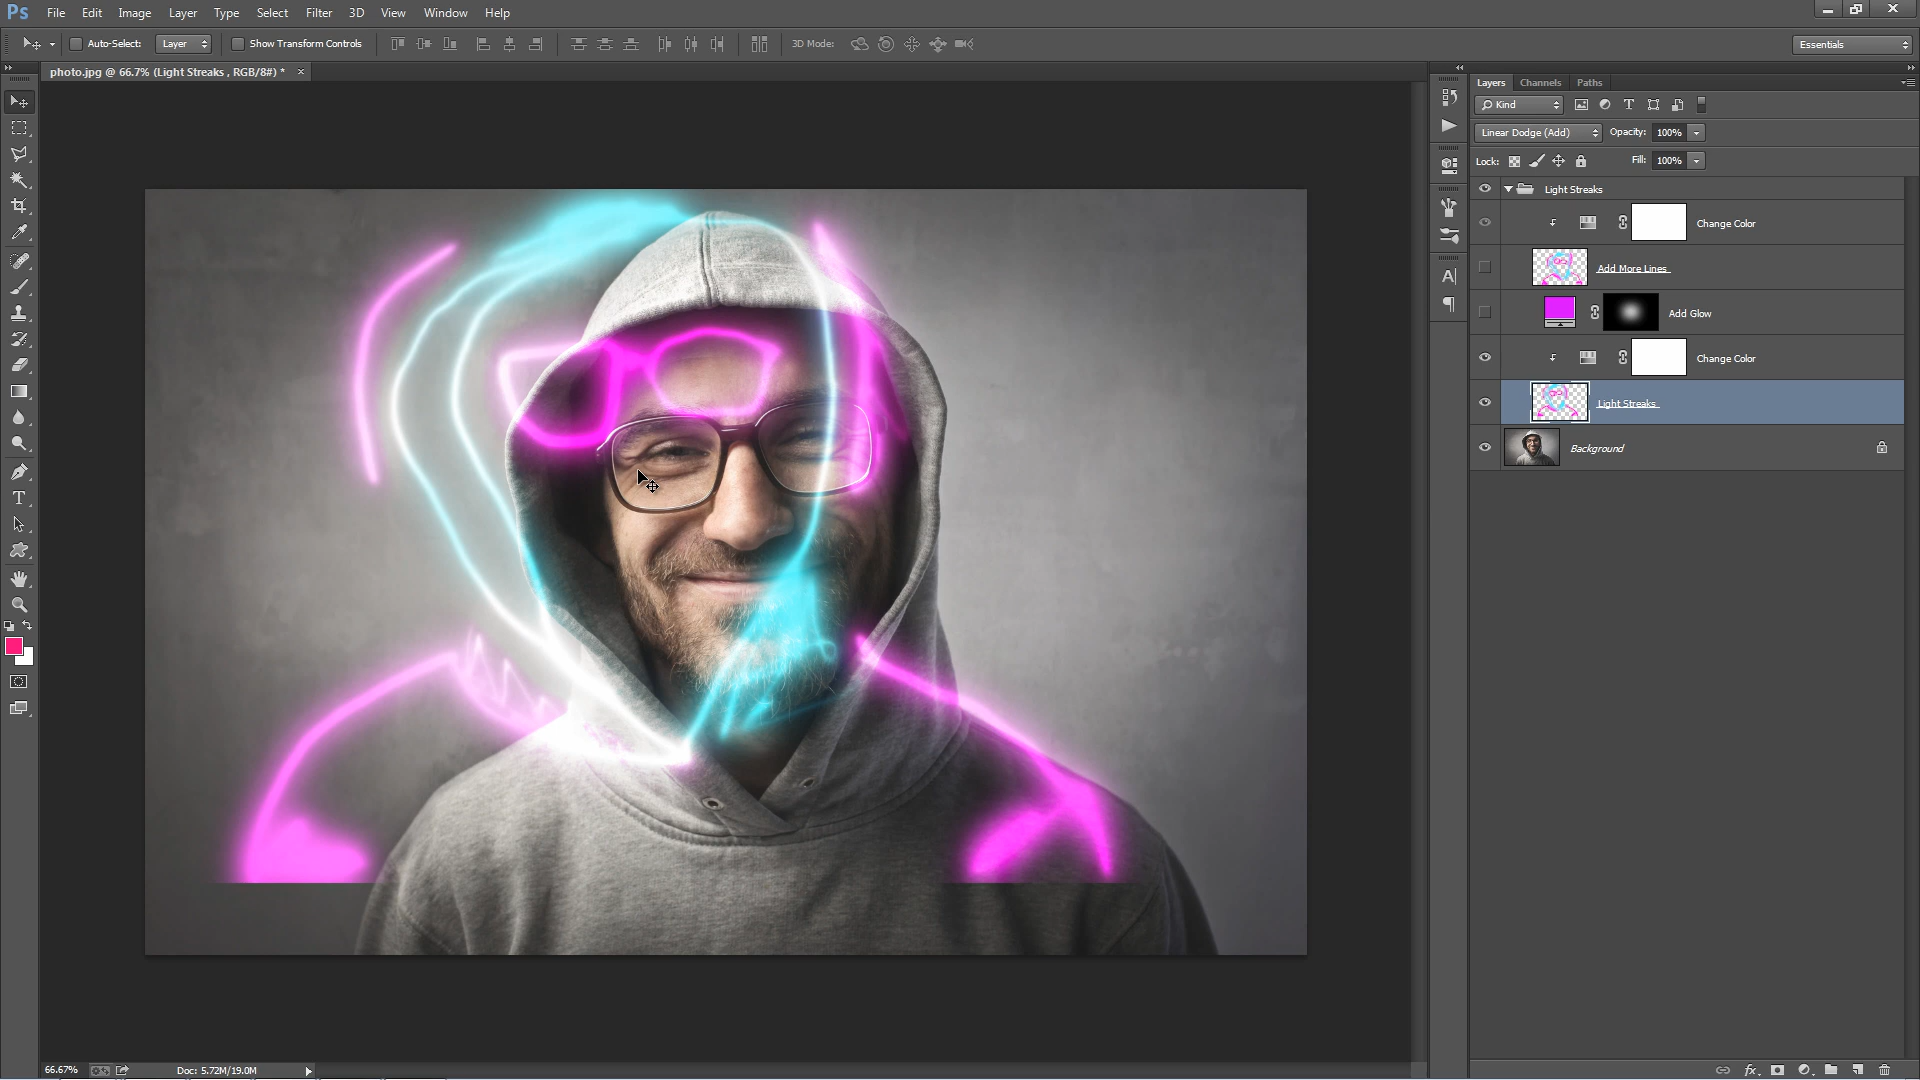 Ps File Edit Image Layer Type Select Filter 3D View Window Help
Auto-Select: Layer Show Transform Controls 3D Mode: Essentials
photo.jpg @ 66.7% (Light Streaks , RGB/8#) * ×
Layers Channels Paths
Kind T
Linear Dodge (Add) Opacity: 100%
Lock: Fill: 100%
Light Streaks
Change Color
Add More Lines
Add Glow
Change Color
Light Streaks
Background
A
T
66.67% Doc: 5.72M/19.0M
fx